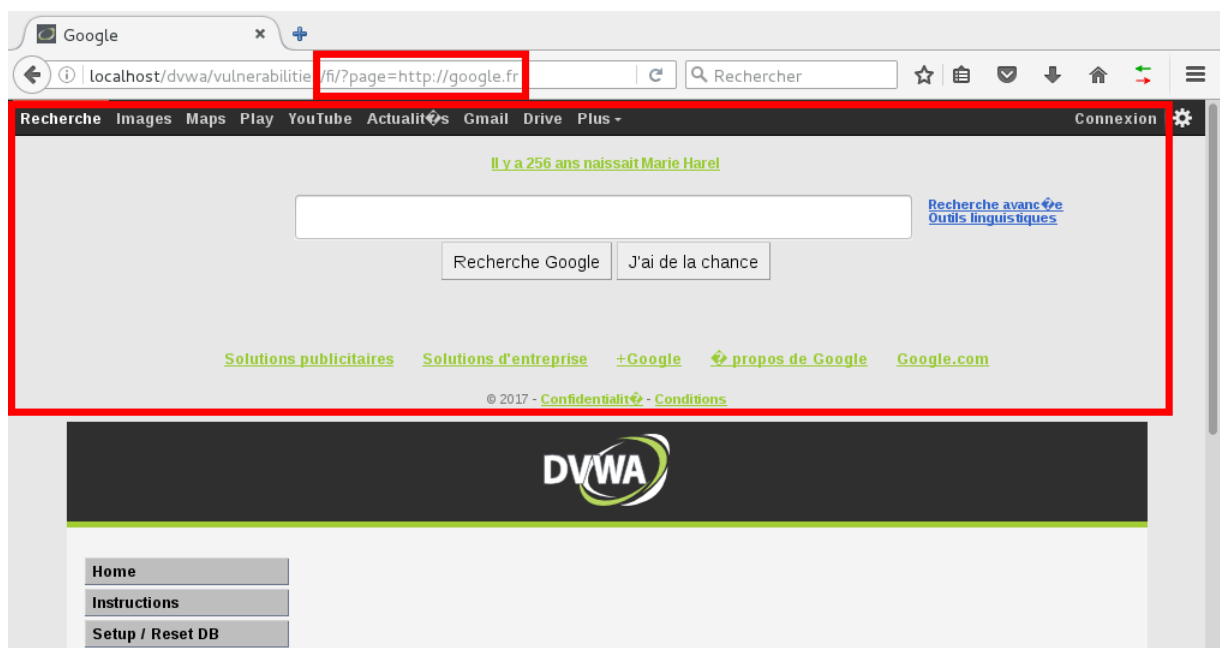 Google
localhost/dvwa/vulnerabilitie /fi/?page=http://google.fr
Rechercher
Recherche Images Maps Play YouTube Actualit�s Gmail Drive Plus
Connexion
Il y a 256 ans naissait Marie Harel
Recherche avanc�e
Outils linguistiques
Recherche Google J'ai de la chance
Solutions publicitaires Solutions d'entreprise +Google � propos de Google Google.com
© 2017 - Confidentialit� - Conditions
DVWA
Home
Instructions
Setup / Reset DB